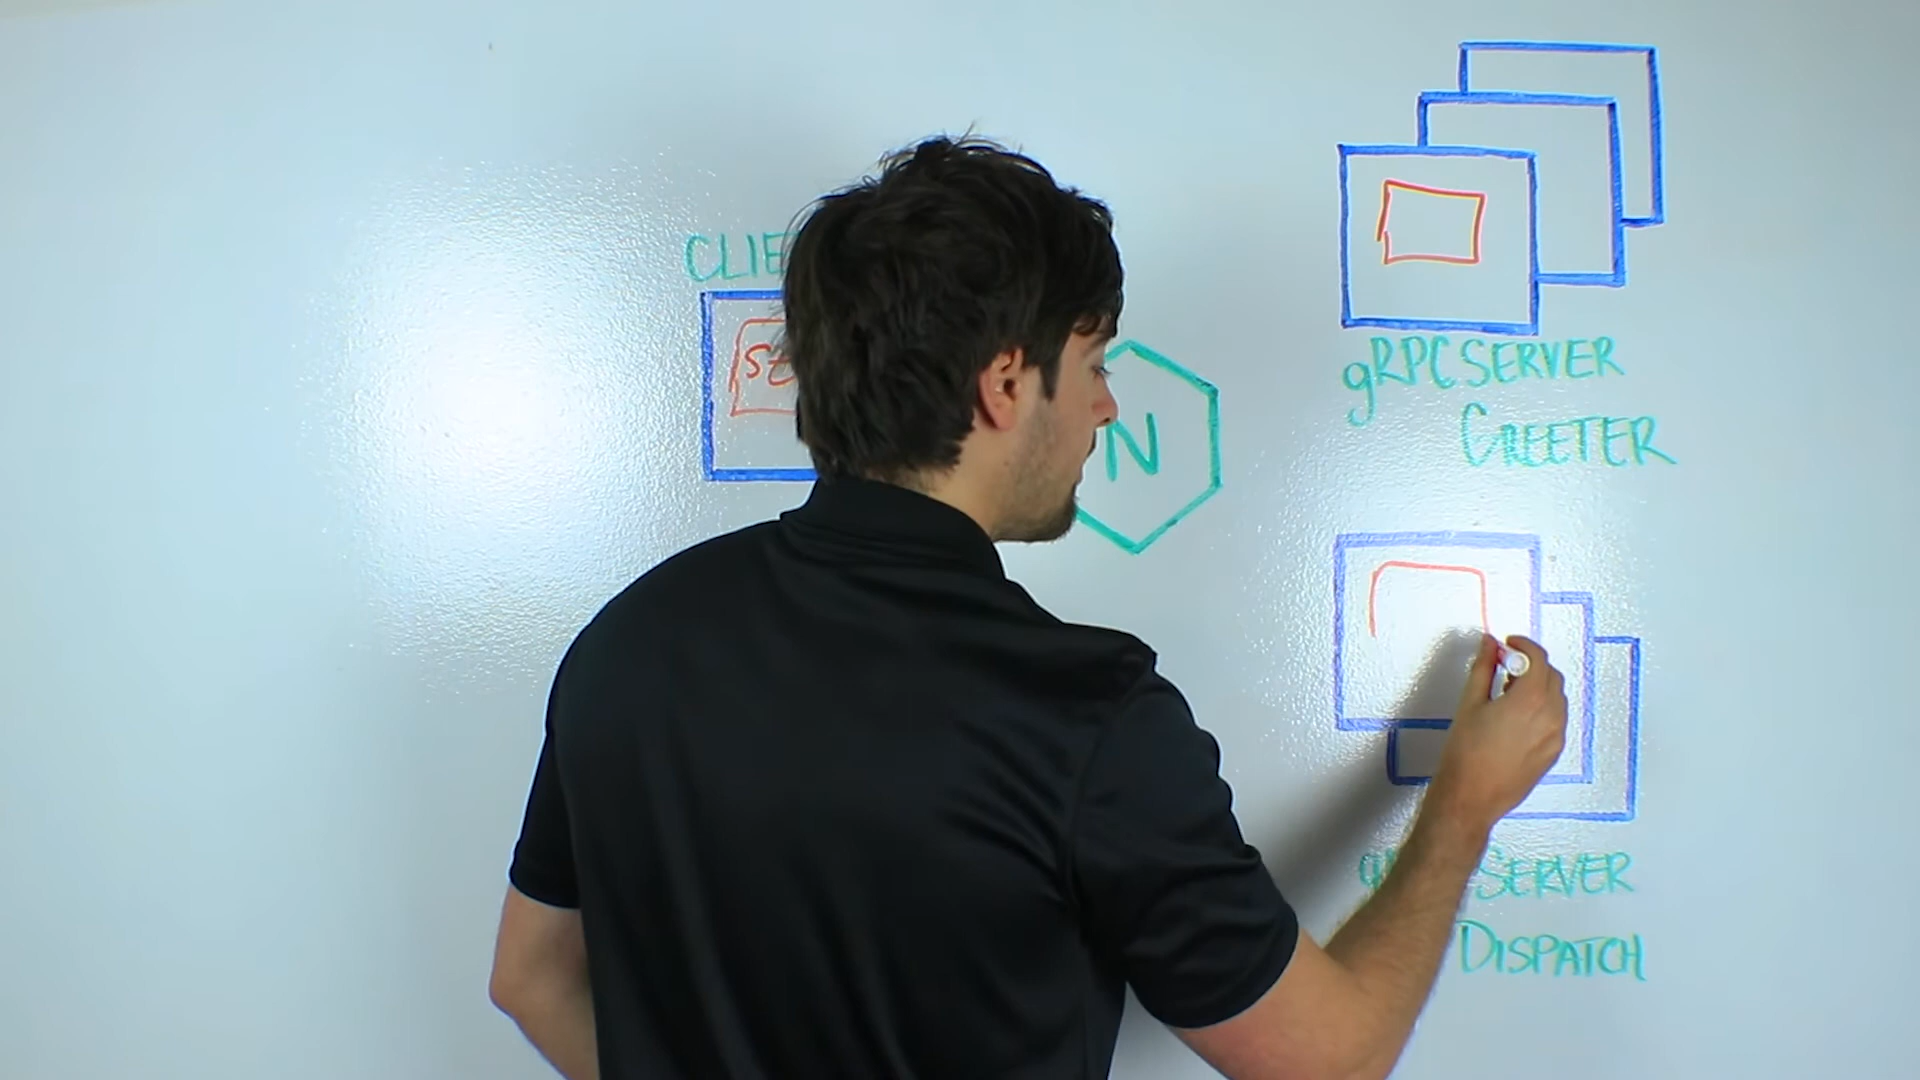 CLIE
N
gRPC SERVER
GREETER
SERVER
DISPATCH